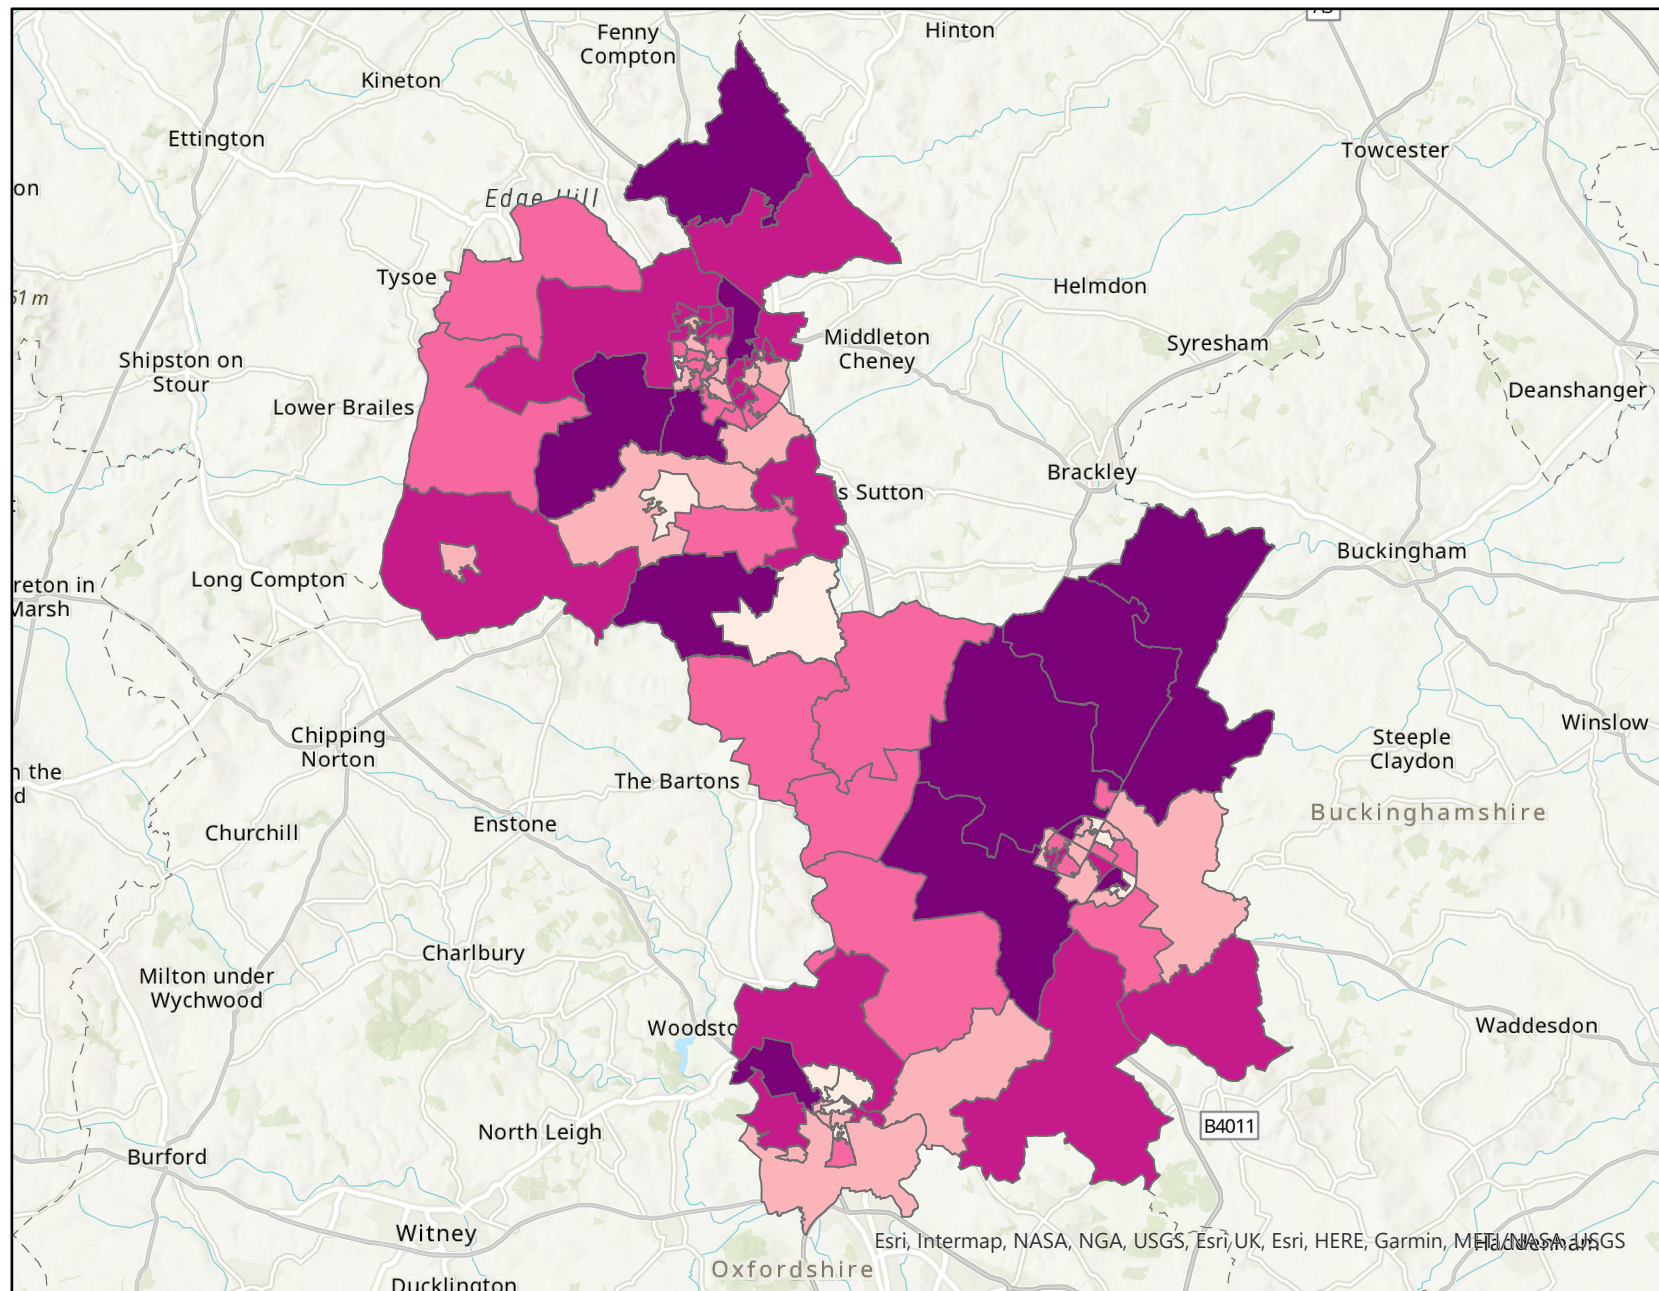 A5
Fenny
Compton
Hinton
Kineton
Ettington
Towcester
on
Edge Hill
Tysoe
Helmdon
51 m
Middleton
Cheney
Syresham
Shipston on
Stour
Deanshanger
Lower Brailes
Brackley
s Sutton
Buckingham
Long Compton
reton in
Marsh
Winslow
Chipping
Norton
Steeple
Claydon
n the
d
The Bartons
Buckinghamshire
Churchill
Enstone
Charlbury
Milton under
Wychwood
Woodsto
Waddesdon
North Leigh
B4011
Burford
Witney
Esri, Intermap, NASA, NGA, USGS, Esri UK, Esri, HERE, Garmin, METI/NASA, USGS
Haddenham
Oxfordshire
Ducklington